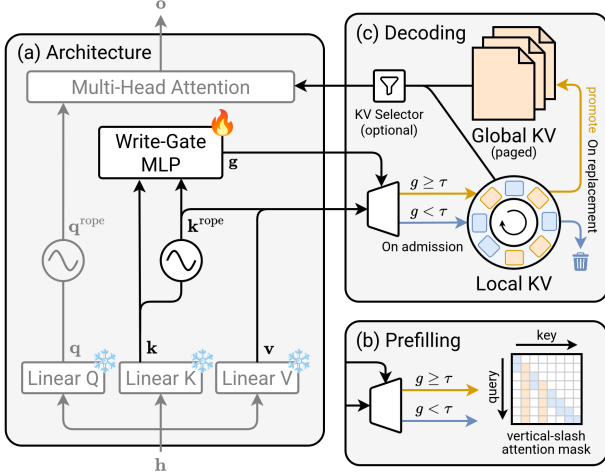 o
(a) Architecture
Multi-Head Attention
Write-Gate
MLP
g
q^rope
k^rope
q
k
v
Linear Q
Linear K
Linear V
h
(c) Decoding
KV Selector
(optional)
Global KV
(paged)
promote
On replacement
g ≥ τ
g < τ
On admission
Local KV
(b) Prefilling
g ≥ τ
g < τ
key
query
vertical-slash
attention mask